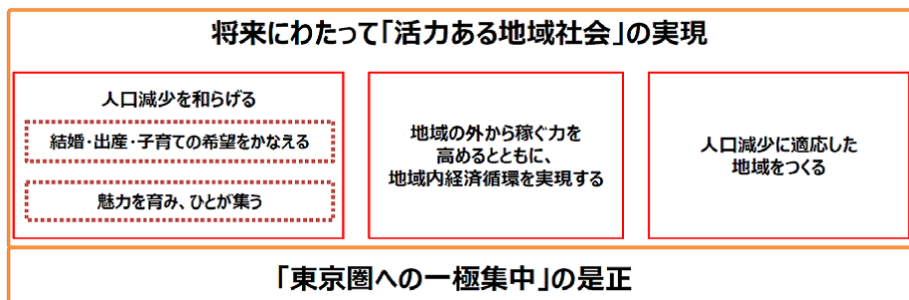 将来にわたって「活力ある地域社会」の実現
人口減少を和らげる
結婚・出産・子育ての希望をかなえる
魅力を育み、ひとが集う
地域の外から稼ぐ力を
高めるとともに、
地域内経済循環を実現する
人口減少に適応した
地域をつくる
「東京圏への一極集中」の是正